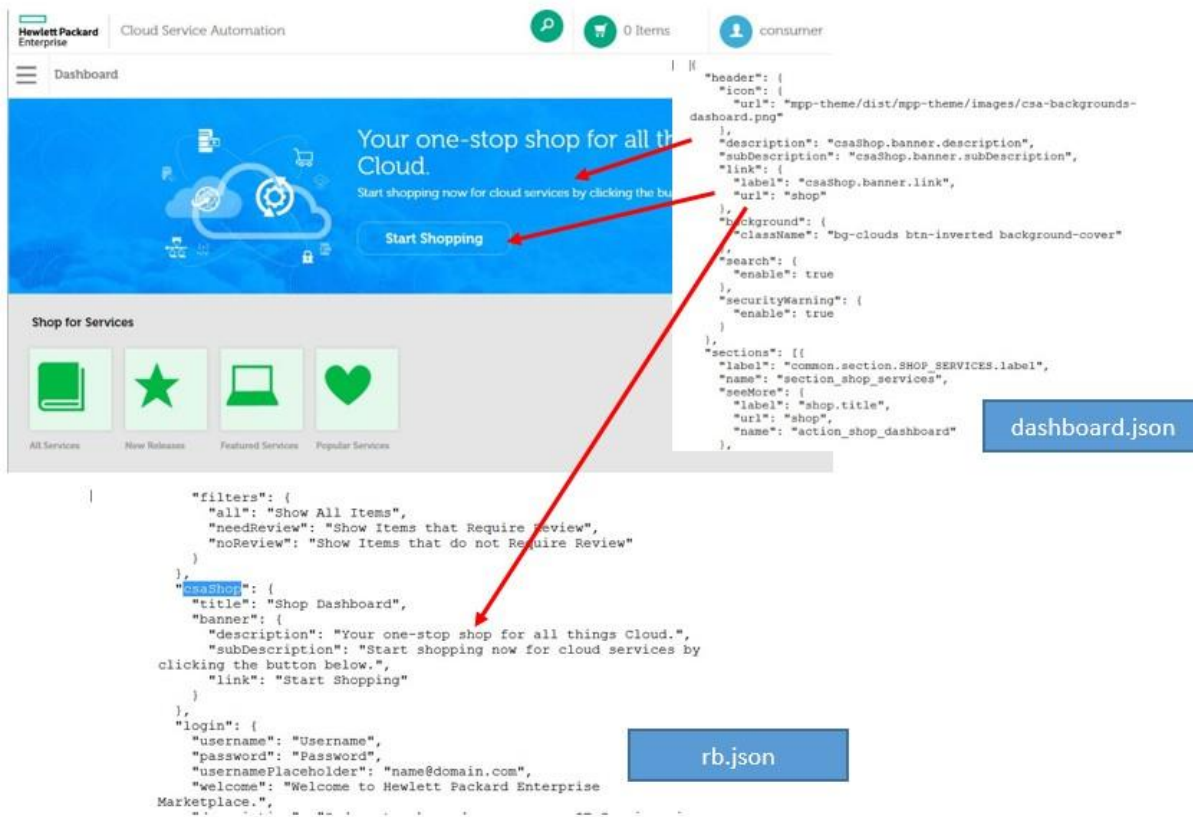 Hewlett Packard
Enterprise
Cloud Service Automation
0 Items
consumer
Dashboard
Your one-stop shop for all th
Cloud.
Start shopping now for cloud services by clicking the bu
Start Shopping
Shop for Services
All Services
New Releases
Featured Services
Popular Services
{
"header": {
"icon": {
"url": "mpp-theme/dist/mpp-theme/images/csa-backgrounds-
dashoard.png"
},
"description": "csaShop.banner.description",
"subDescription": "csaShop.banner.subDescription",
"link": {
"label": "csaShop.banner.link",
"url": "shop"
},
"background": {
"className": "bg-clouds btn-inverted background-cover"
},
"search": {
"enable": true
},
"securityWarning": {
"enable": true
}
},
"sections": [{
"label": "common.section.SHOP_SERVICES.label",
"name": "section_shop_services",
"seeMore": {
"label": "shop.title",
"url": "shop",
"name": "action_shop_dashboard"
},
dashboard.json
"filters": {
"all": "Show All Items",
"needReview": "Show Items that Require Review",
"noReview": "Show Items that do not Require Review"
}
},
"csaShop": {
"title": "Shop Dashboard",
"banner": {
"description": "Your one-stop shop for all things Cloud.",
"subDescription": "Start shopping now for cloud services by
clicking the button below.",
"link": "Start Shopping"
}
},
"login": {
"username": "Username",
"password": "Password",
"usernamePlaceholder": "name@domain.com",
"welcome": "Welcome to Hewlett Packard Enterprise
Marketplace.",
rb.json